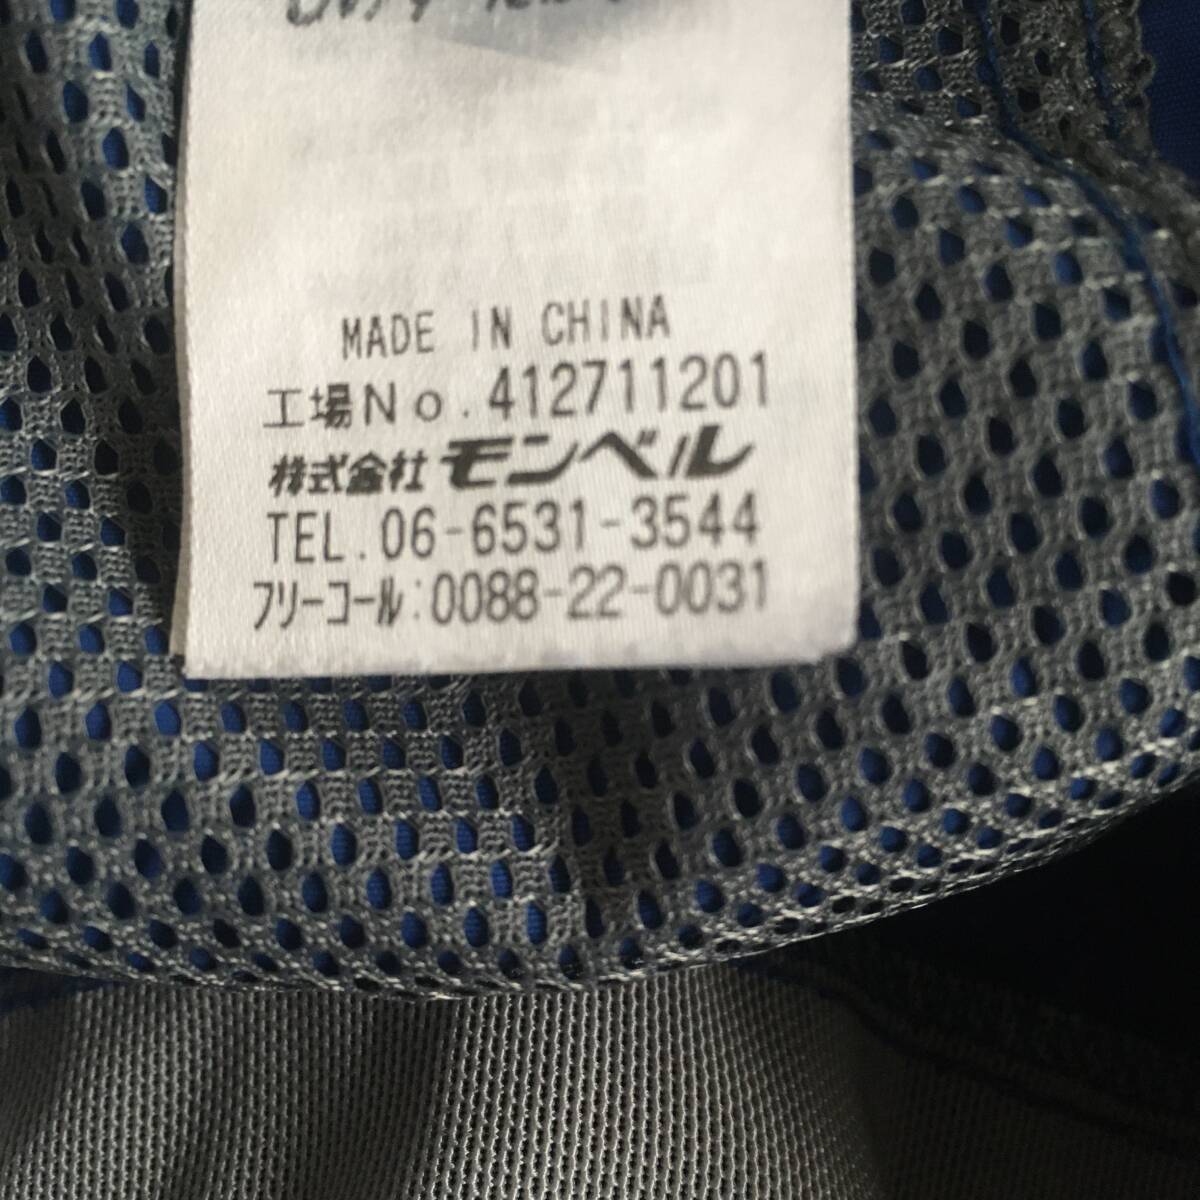 MADE IN CHINA
工場No.412711201
株式会社モンベル
TEL.06-6531-3544
フリーコール:0088-22-0031